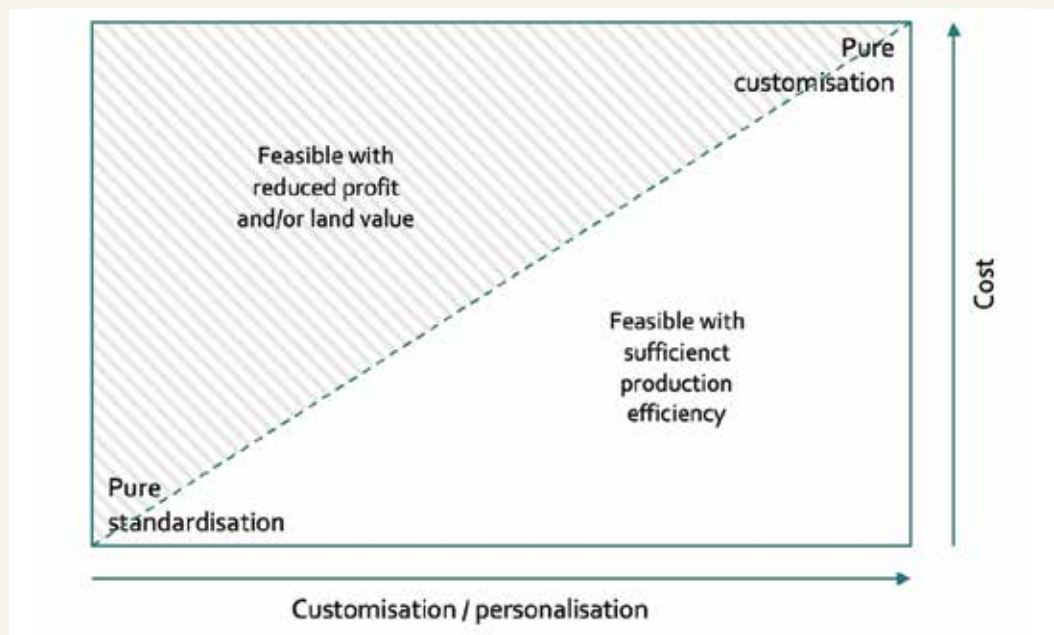 Pure
customisation
Feasible with
reduced profit
and/or land value
Feasible with
sufficienct
production
efficiency
Cost
Pure
standardisation
Customisation / personalisation